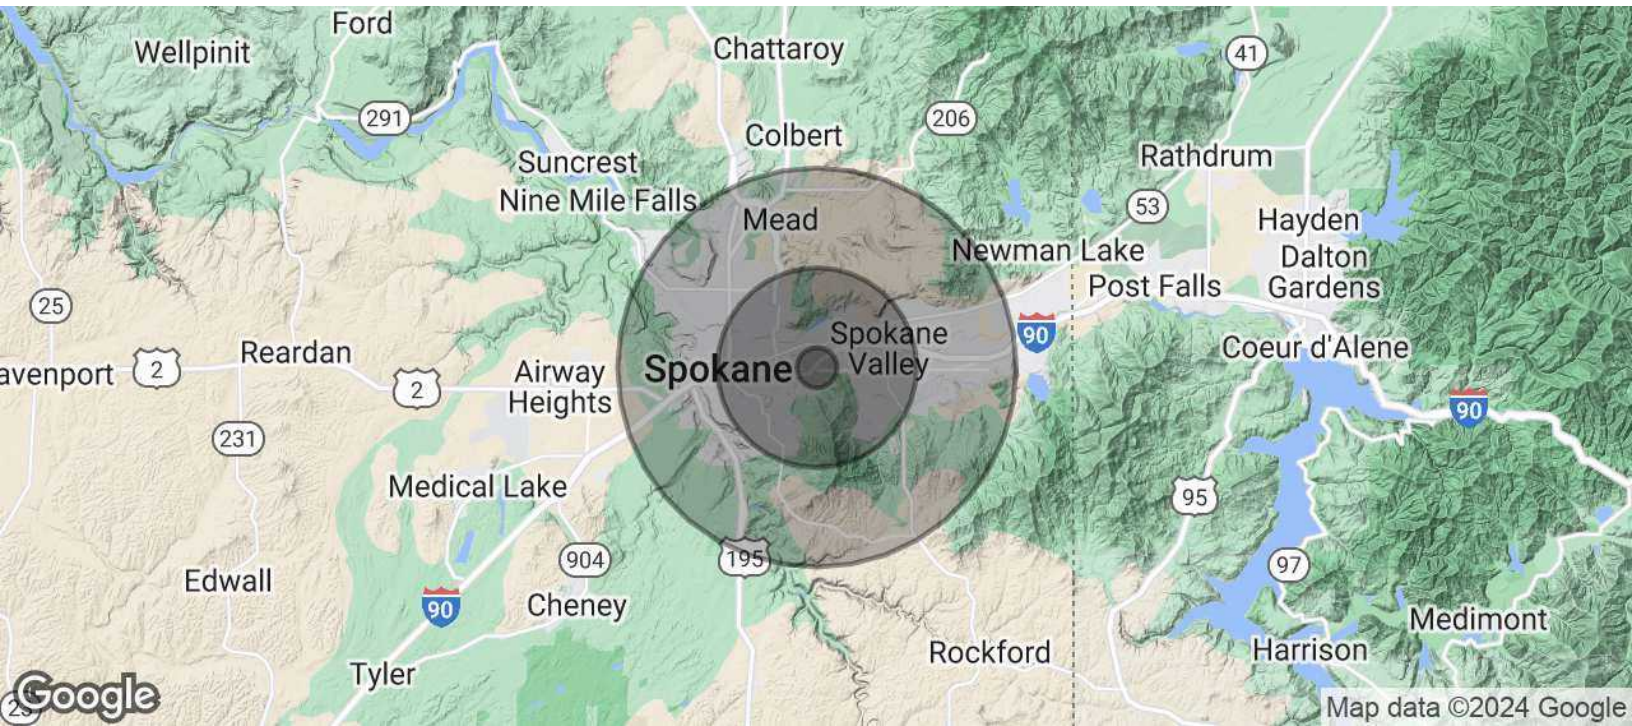 Ford
Wellpinit
Chattaroy
41
291
206
Colbert
Suncrest
Rathdrum
Nine Mile Falls
53
Mead
Hayden
Newman Lake
Dalton
Gardens
Post Falls
25
Spokane
Valley
90
Coeur d'Alene
Reardan
2
avenport
Spokane
Airway
Heights
2
90
231
Medical Lake
95
195
904
97
Edwall
90
Cheney
Medimont
Rockford
Harrison
Tyler
Google
Map data ©2024 Google